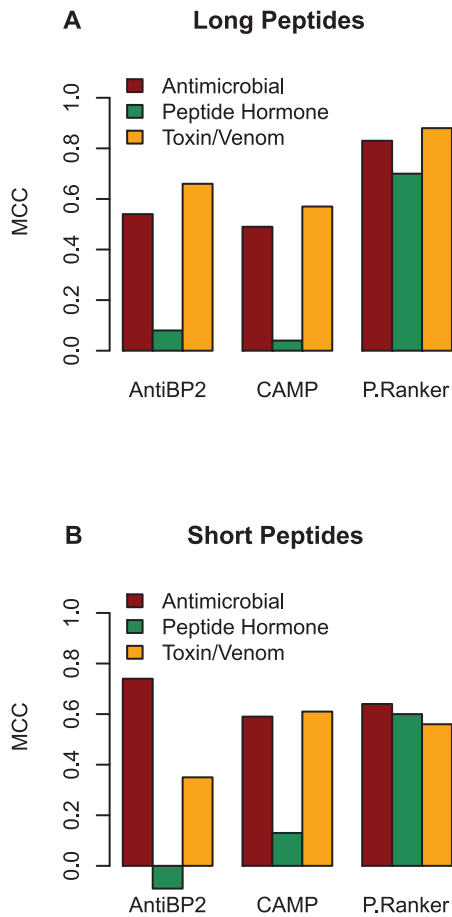 A Long Peptides
Antimicrobial
Peptide Hormone
Toxin/Venom
MCC
1.0
0.8
0.6
0.4
0.2
0.0
AntiBP2 CAMP P.Ranker
B Short Peptides
Antimicrobial
Peptide Hormone
Toxin/Venom
MCC
1.0
0.8
0.6
0.4
0.2
0.0
AntiBP2 CAMP P.Ranker